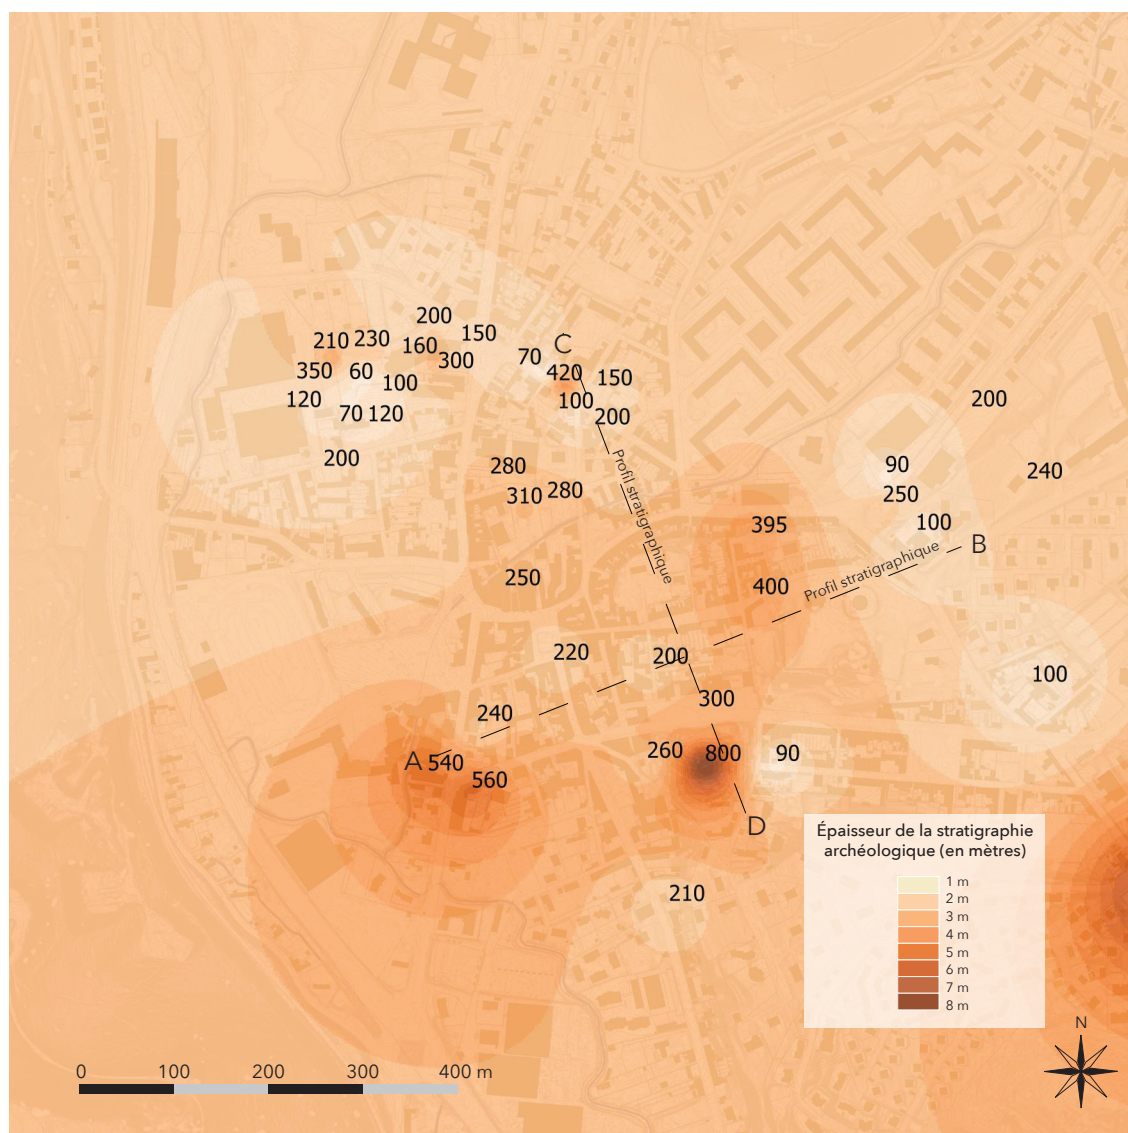 200
150
210 230
160
C
70
300
350 60
420 150
100
100
120
200
200
70 120
200
90
280
240
310 280
250
395
100
B
Profil stratigraphique
Profil stratigraphique
250
400
220
200
100
300
240
260 800 90
A 540
560
D
210
Épaisseur de la stratigraphie
archéologique (en mètres)
1 m
2 m
3 m
4 m
5 m
6 m
7 m
8 m
N
0 100 200 300 400 m